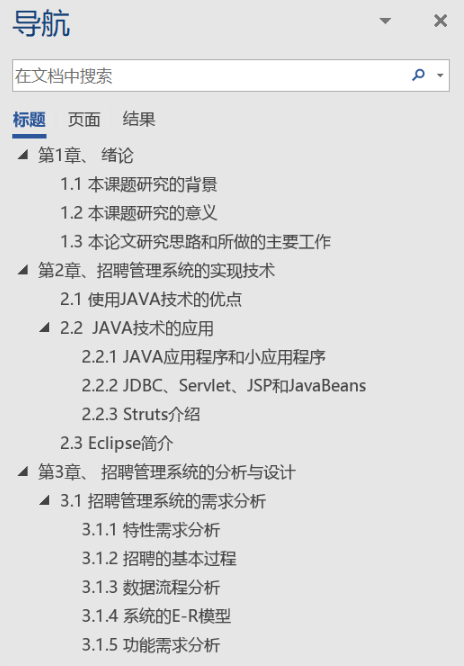 导航
在文档中搜索
标题 页面 结果
第1章、 绪论
1.1 本课题研究的背景
1.2 本课题研究的意义
1.3 本论文研究思路和所做的主要工作
第2章、招聘管理系统的实现技术
2.1 使用JAVA技术的优点
2.2 JAVA技术的应用
2.2.1 JAVA应用程序和小应用程序
2.2.2 JDBC、Servlet、JSP和JavaBeans
2.2.3 Struts介绍
2.3 Eclipse简介
第3章、 招聘管理系统的分析与设计
3.1 招聘管理系统的需求分析
3.1.1 特性需求分析
3.1.2 招聘的基本过程
3.1.3 数据流程分析
3.1.4 系统的E-R模型
3.1.5 功能需求分析